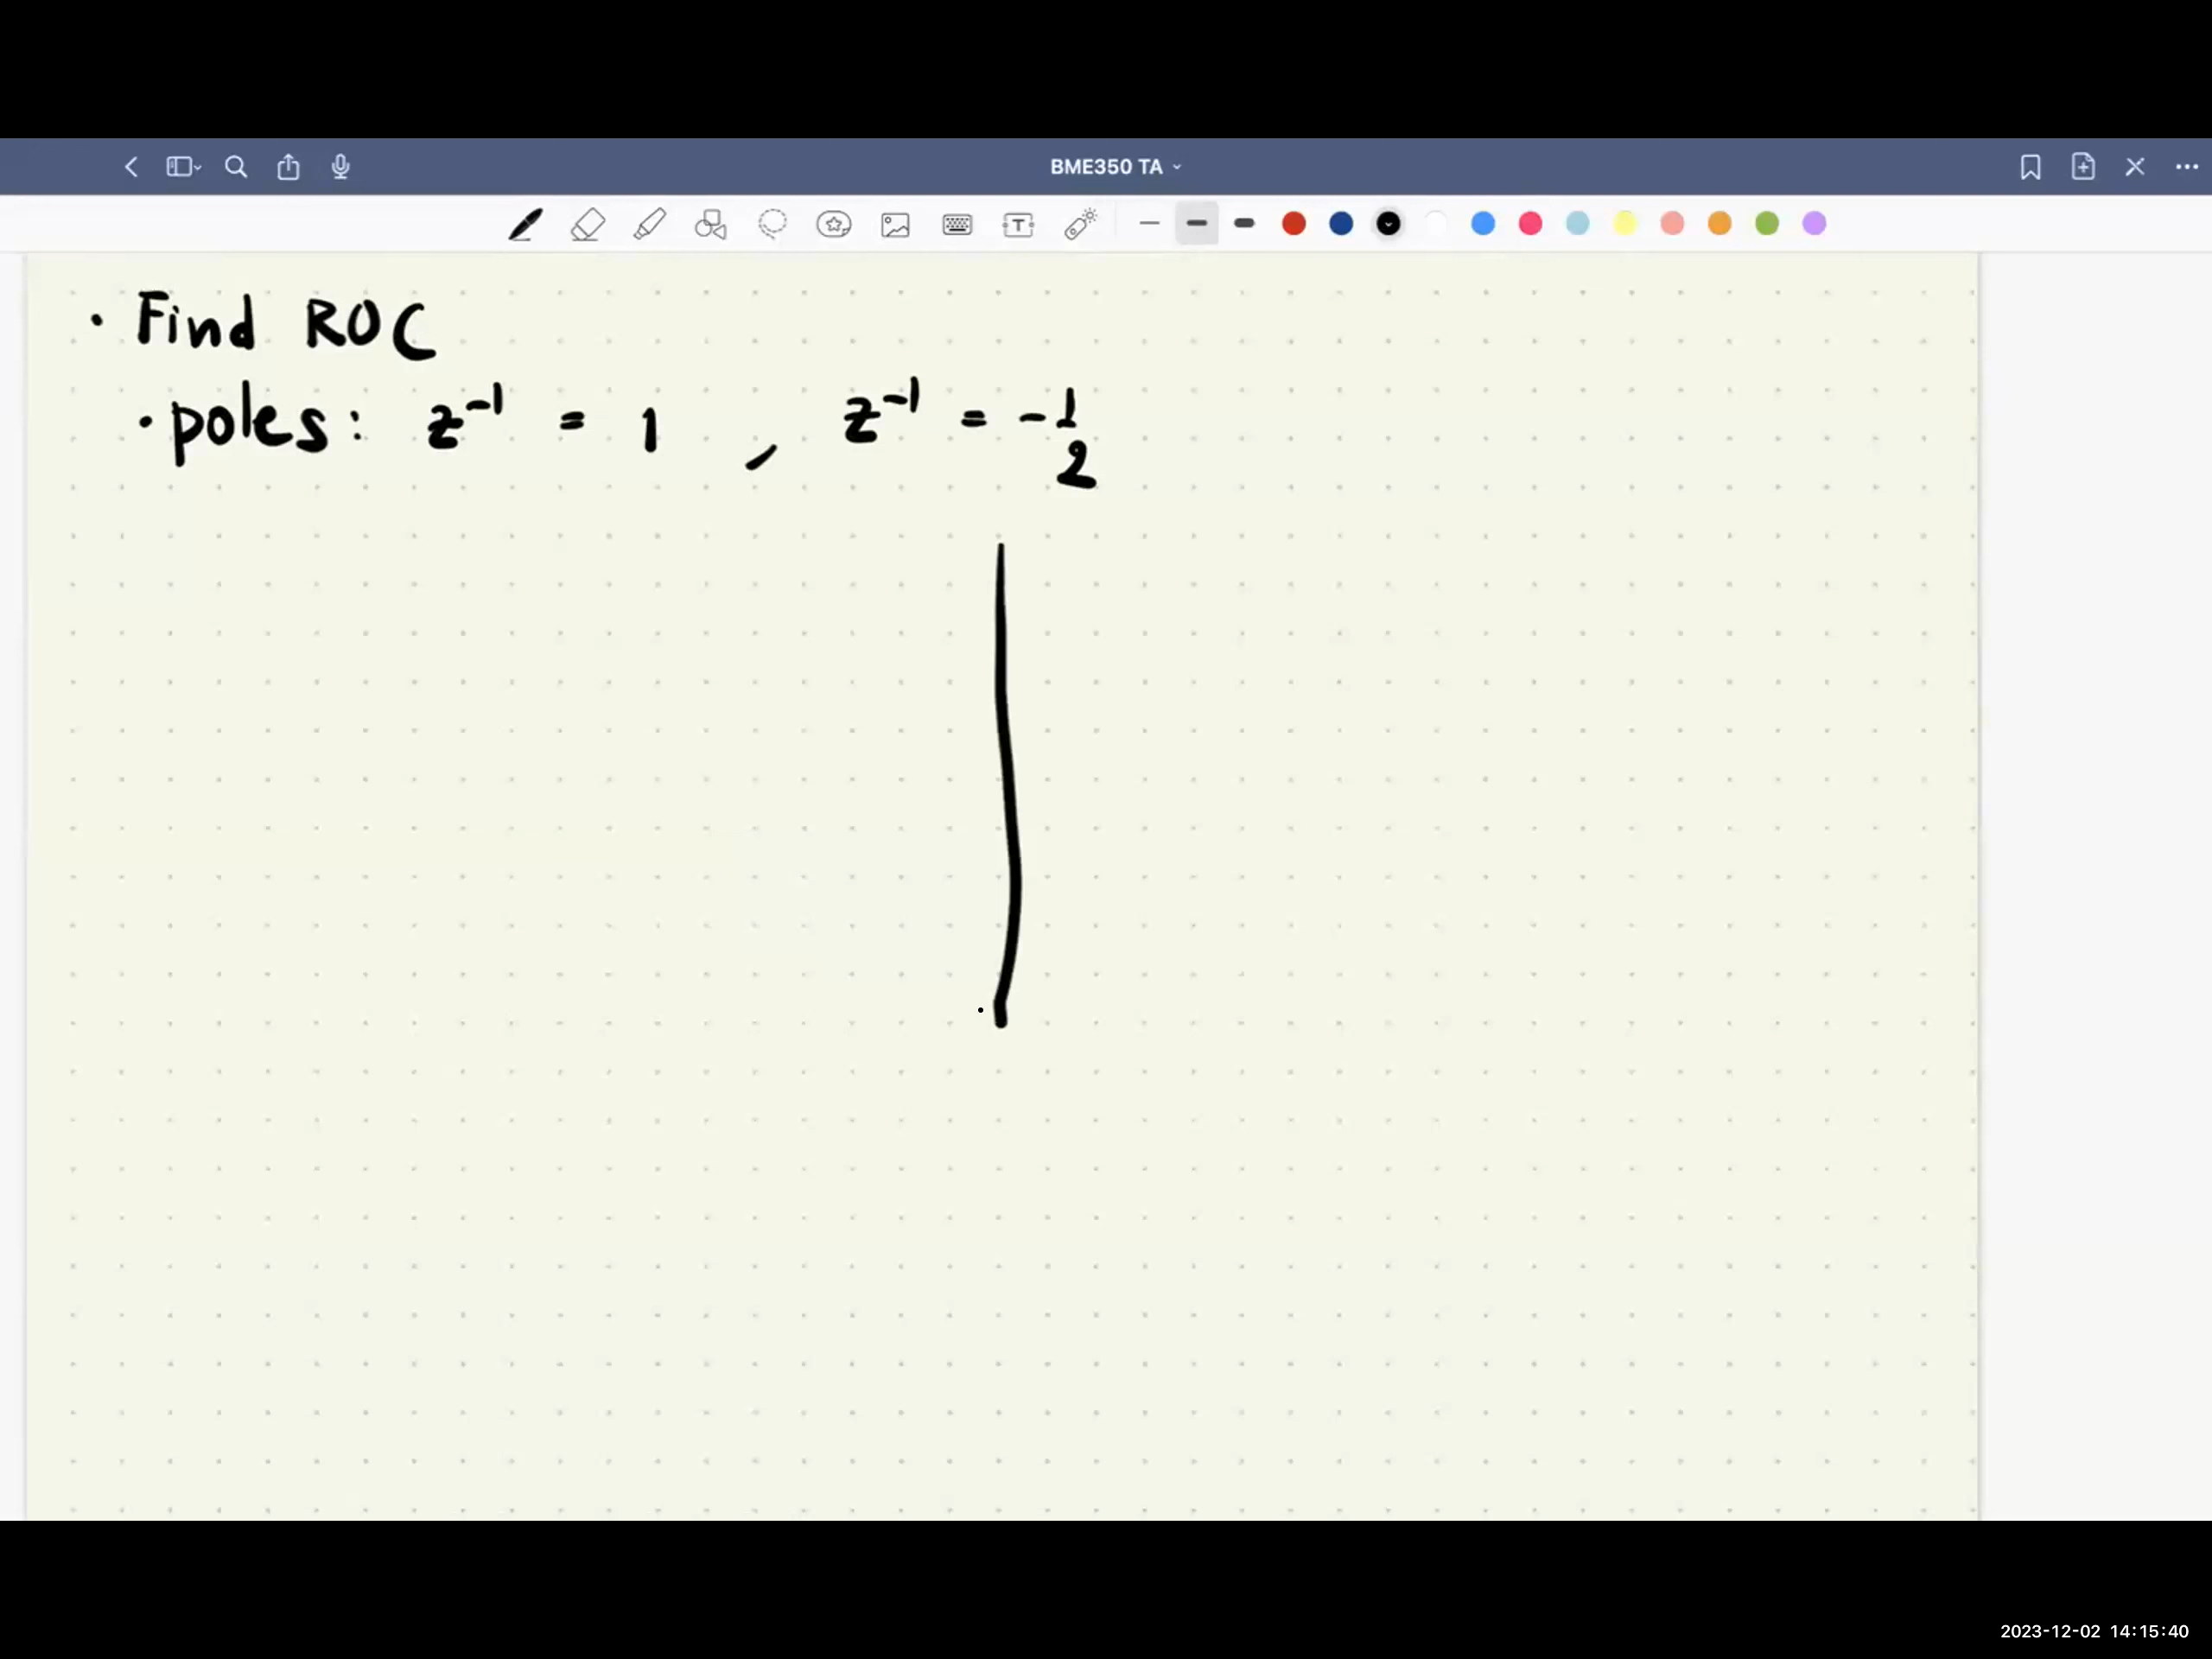 BME350 TA
T
• Find ROC
• poles: z⁻¹ = 1 , z⁻¹ = -1/2
2023-12-02 14:15:40